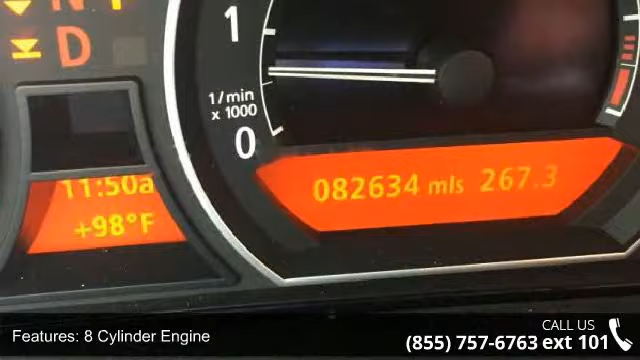 N
D
1
1/min
x 1000
0
11:50a
+98°F
082634 mls 267.3
Features: 8 Cylinder Engine
CALL US
(855) 757-6763 ext 101